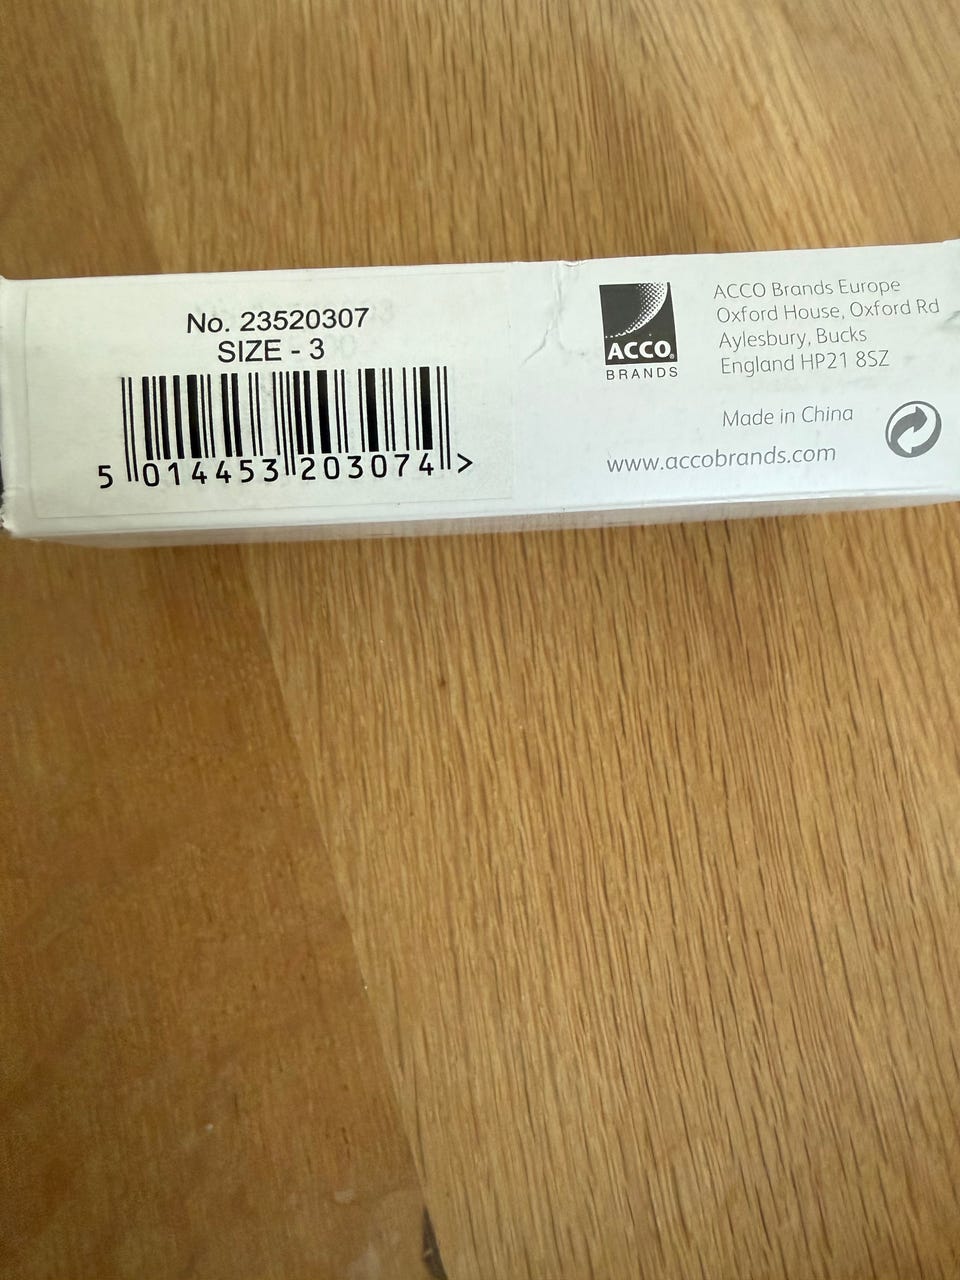 No. 23520307
SIZE - 3
5 014453 203074 >
ACCO®
BRANDS
ACCO Brands Europe
Oxford House, Oxford Rd
Aylesbury, Bucks
England HP21 8SZ
Made in China
www.accobrands.com